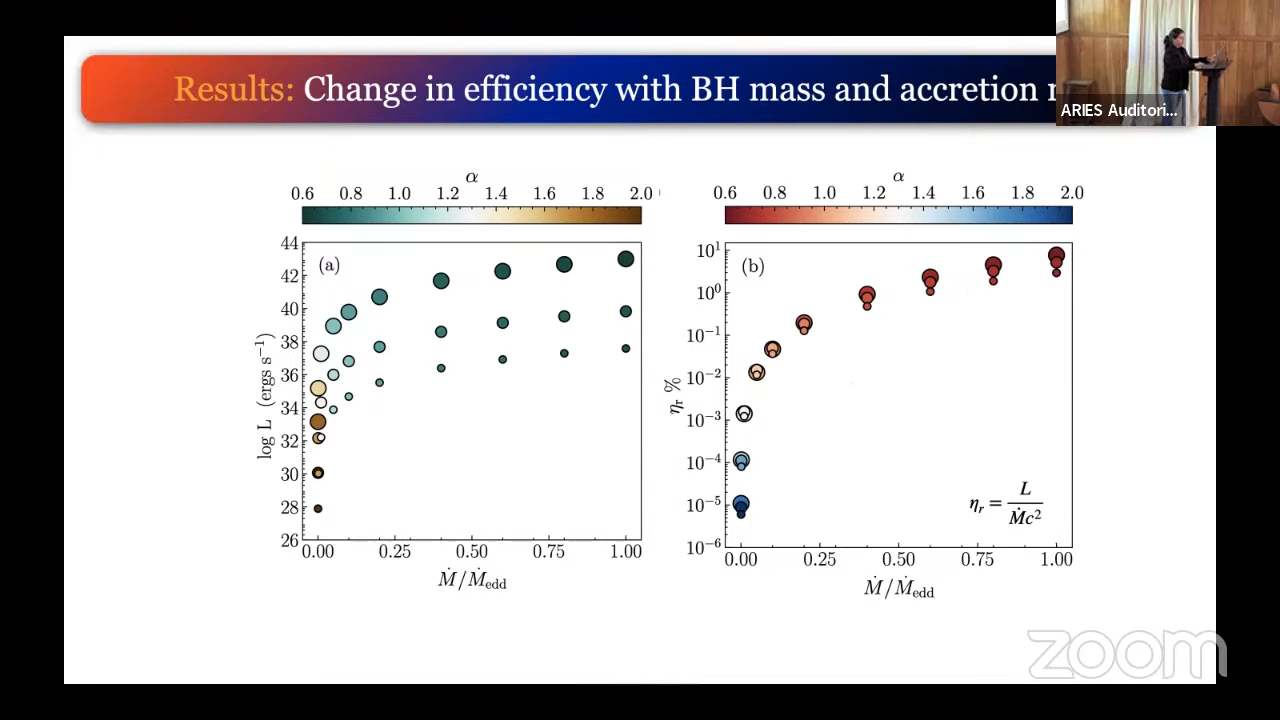 Results: Change in efficiency with BH mass and accretion
ARIES Auditori...
α
0.6 0.8 1.0 1.2 1.4 1.6 1.8 2.0
(a)
44
42
40
38
36
34
32
30
28
26
log L (ergs s⁻¹)
0.00 0.25 0.50 0.75 1.00
Ṁ/Ṁ_edd
α
0.6 0.8 1.0 1.2 1.4 1.6 1.8 2.0
(b)
10¹
10⁰
10⁻¹
10⁻²
10⁻³
10⁻⁴
10⁻⁵
10⁻⁶
η_r %
η_r = L / Ṁc²
0.00 0.25 0.50 0.75 1.00
Ṁ/Ṁ_edd
zoom